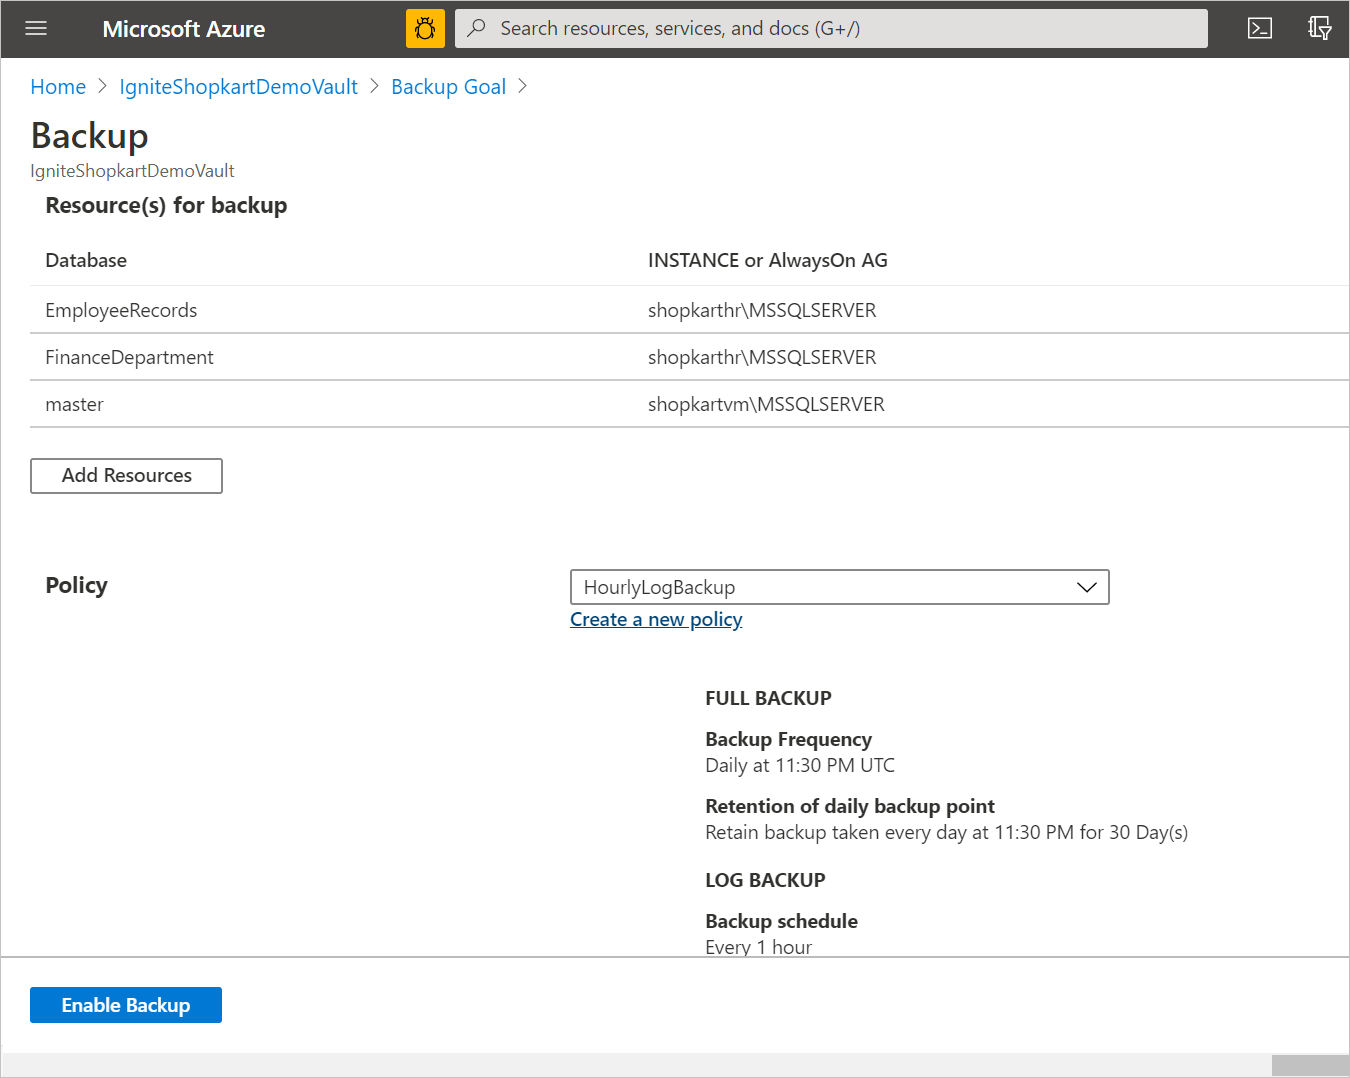 Microsoft Azure
Search resources, services, and docs (G+/)
Home > IgniteShopkartDemoVault > Backup Goal >
Backup
IgniteShopkartDemoVault
Resource(s) for backup
Database INSTANCE or AlwaysOn AG
EmployeeRecords shopkarthr\MSSQLSERVER
FinanceDepartment shopkarthr\MSSQLSERVER
master shopkartvm\MSSQLSERVER
Add Resources
Policy HourlyLogBackup
Create a new policy
FULL BACKUP
Backup Frequency
Daily at 11:30 PM UTC
Retention of daily backup point
Retain backup taken every day at 11:30 PM for 30 Day(s)
LOG BACKUP
Backup schedule
Every 1 hour
Enable Backup